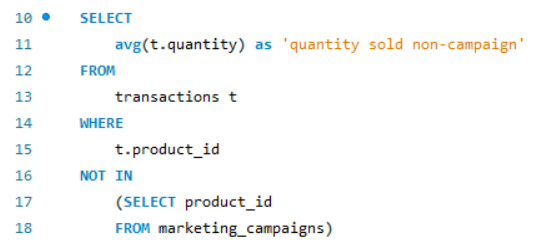 10 SELECT
11 avg(t.quantity) as 'quantity sold non-campaign'
12 FROM
13 transactions t
14 WHERE
15 t.product_id
16 NOT IN
17 (SELECT product_id
18 FROM marketing_campaigns)